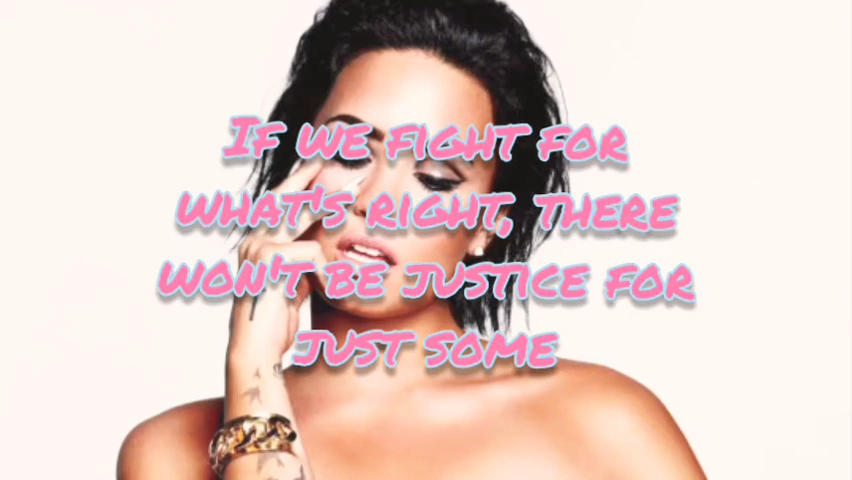 If we fight for
what's right, there
won't be justice for
just some